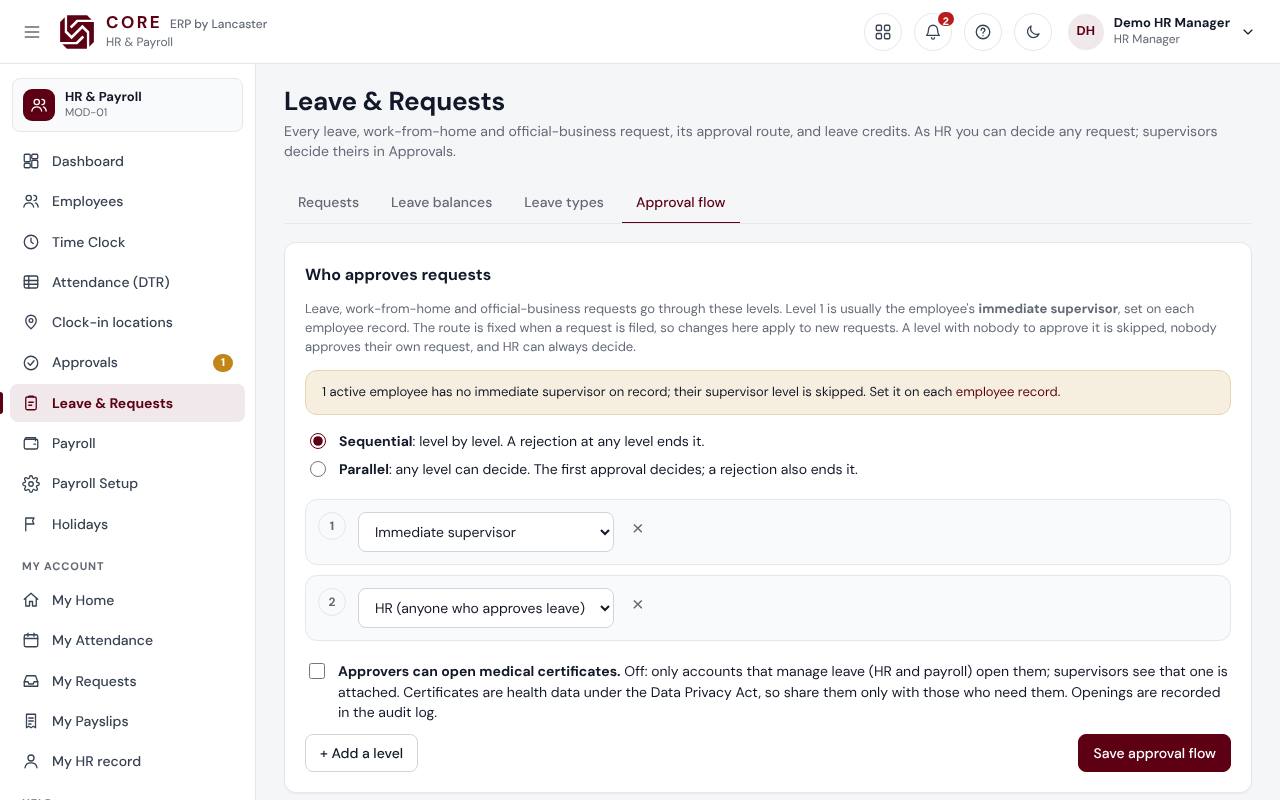 CORE ERP by Lancaster
HR & Payroll
2
DH
Demo HR Manager
HR Manager
HR & Payroll
MOD-01
Dashboard
Employees
Time Clock
Attendance (DTR)
Clock-in locations
Approvals 1
Leave & Requests
Payroll
Payroll Setup
Holidays
MY ACCOUNT
My Home
My Attendance
My Requests
My Payslips
My HR record
Leave & Requests
Every leave, work-from-home and official-business request, its approval route, and leave credits. As HR you can decide any request; supervisors
decide theirs in Approvals.
Requests Leave balances Leave types Approval flow
Who approves requests
Leave, work-from-home and official-business requests go through these levels. Level 1 is usually the employee's immediate supervisor, set on each
employee record. The route is fixed when a request is filed, so changes here apply to new requests. A level with nobody to approve it is skipped, nobody
approves their own request, and HR can always decide.
1 active employee has no immediate supervisor on record; their supervisor level is skipped. Set it on each employee record.
Sequential: level by level. A rejection at any level ends it.
Parallel: any level can decide. The first approval decides; a rejection also ends it.
1 Immediate supervisor ×
2 HR (anyone who approves leave) ×
Approvers can open medical certificates. Off: only accounts that manage leave (HR and payroll) open them; supervisors see that one is
attached. Certificates are health data under the Data Privacy Act, so share them only with those who need them. Openings are recorded
in the audit log.
+ Add a level
Save approval flow